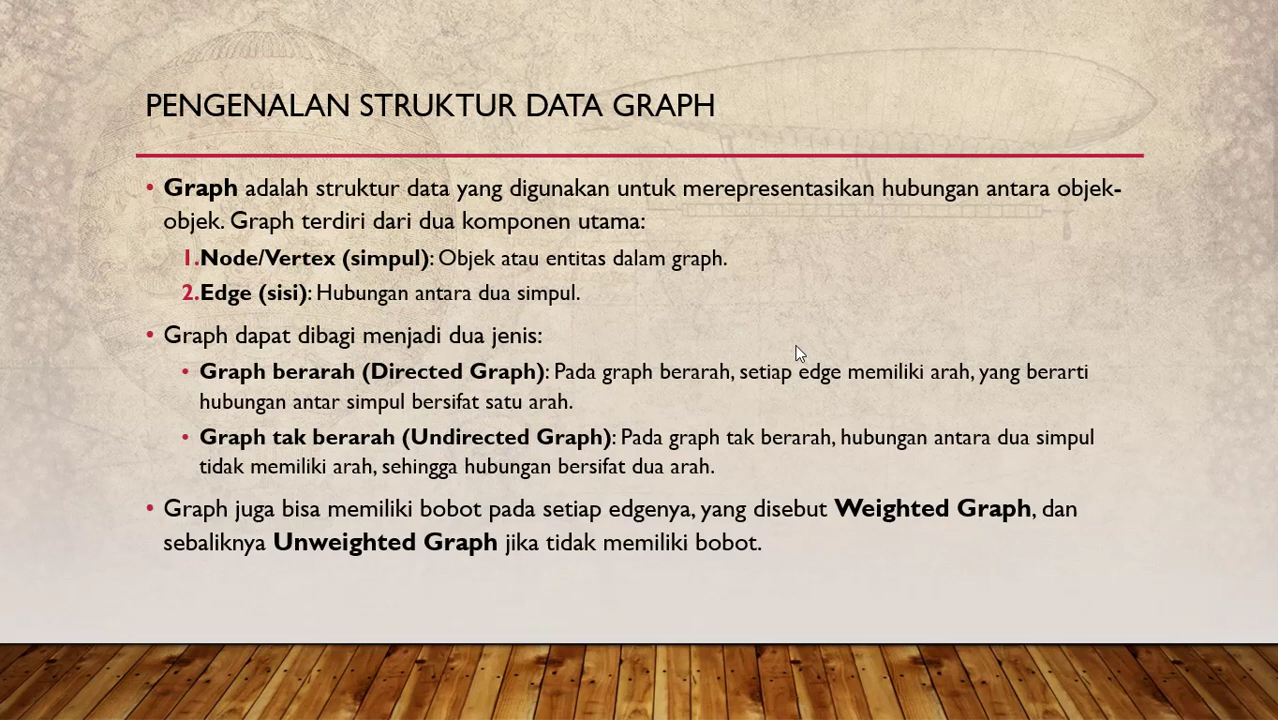 PENGENALAN STRUKTUR DATA GRAPH
• Graph adalah struktur data yang digunakan untuk merepresentasikan hubungan antara objek-
objek. Graph terdiri dari dua komponen utama:
1.Node/Vertex (simpul): Objek atau entitas dalam graph.
2.Edge (sisi): Hubungan antara dua simpul.
• Graph dapat dibagi menjadi dua jenis:
• Graph berarah (Directed Graph): Pada graph berarah, setiap edge memiliki arah, yang berarti
hubungan antar simpul bersifat satu arah.
• Graph tak berarah (Undirected Graph): Pada graph tak berarah, hubungan antara dua simpul
tidak memiliki arah, sehingga hubungan bersifat dua arah.
• Graph juga bisa memiliki bobot pada setiap edgenya, yang disebut Weighted Graph, dan
sebaliknya Unweighted Graph jika tidak memiliki bobot.